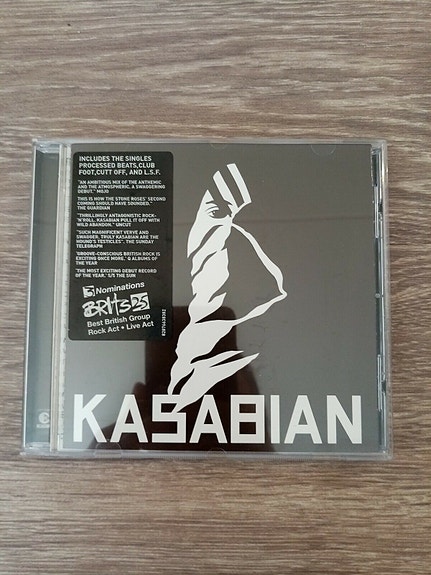 INCLUDES THE SINGLES
PROCESSED BEATS,CLUB
FOOT,CUTT OFF, AND L.S.F.
"AN AMBITIOUS MIX OF THE ANTHEMIC
AND THE ATMOSPHERIC. A SWAGGERING
DEBUT." MOJO
THIS IS HOW THE STONE ROSES' SECOND
COMING SHOULD HAVE SOUNDED."
THE GUARDIAN
"THRILLINGLY ANTAGONISTIC ROCK-
'N'ROLL. KASABIAN PULL IT OFF WITH
WILD ABANDON." UNCUT
"SUCH MAGNIFICENT VERVE AND
SWAGGER. TRULY KASABIAN ARE THE
HOUND'S TESTICLES". THE SUNDAY
TELEGRAPH
"GROOVE-CONSCIOUS BRITISH ROCK IS
EXCITING ONCE MORE." Q ALBUMS OF
THE YEAR
"THE MOST EXCITING DEBUT RECORD
OF THE YEAR." 5/5 THE SUN
3 Nominations
BRITs 25
Best British Group
Rock Act • Live Act
KASABIAN